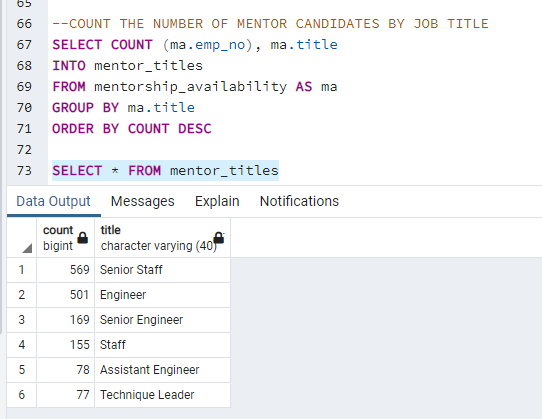 65
66 --COUNT THE NUMBER OF MENTOR CANDIDATES BY JOB TITLE
67 SELECT COUNT (ma.emp_no), ma.title
68 INTO mentor_titles
69 FROM mentorship_availability AS ma
70 GROUP BY ma.title
71 ORDER BY COUNT DESC
72
73 SELECT * FROM mentor_titles
Data Output Messages Explain Notifications
count title
bigint character varying (40)
1 569 Senior Staff
2 501 Engineer
3 169 Senior Engineer
4 155 Staff
5 78 Assistant Engineer
6 77 Technique Leader